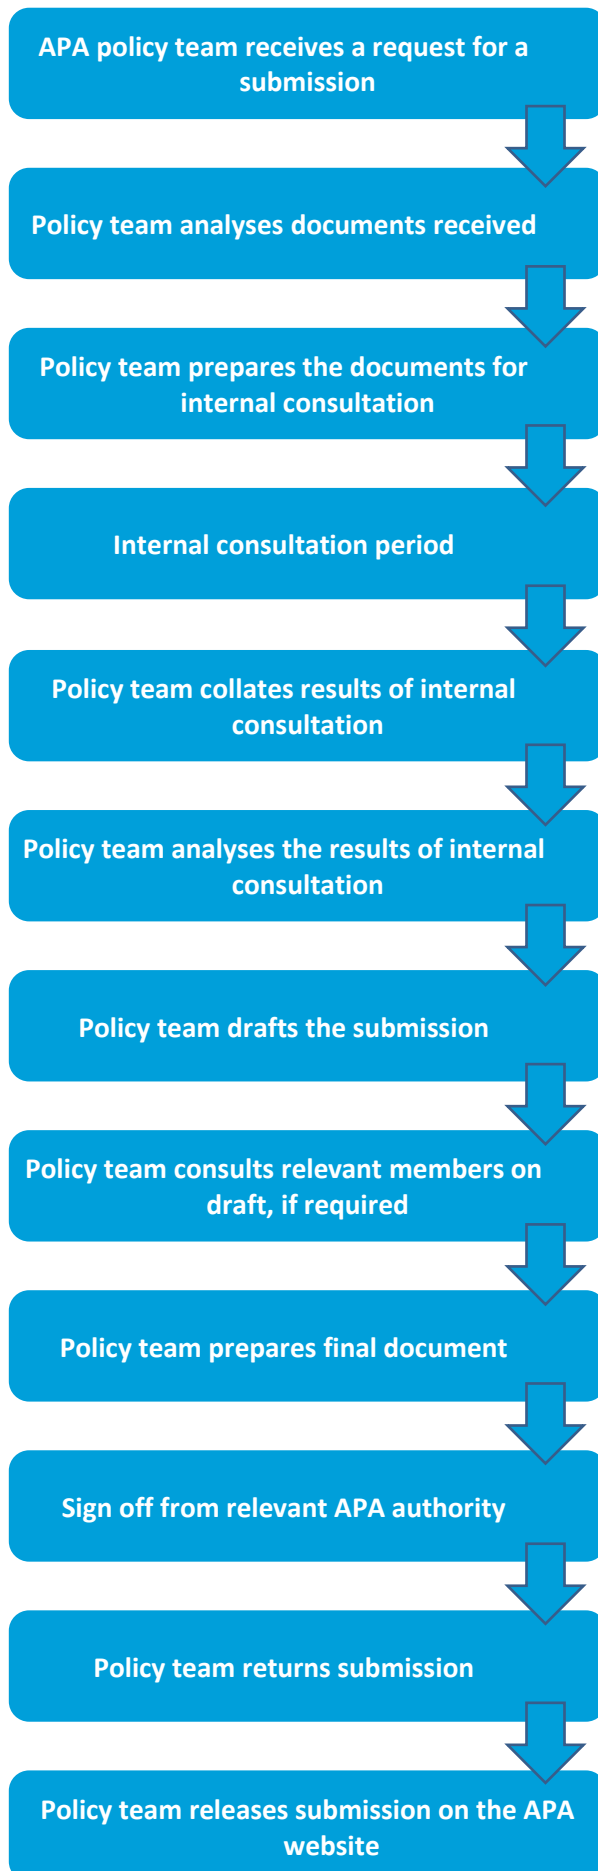 APA policy team receives a request for a
submission
Policy team analyses documents received
Policy team prepares the documents for
internal consultation
Internal consultation period
Policy team collates results of internal
consultation
Policy team analyses the results of internal
consultation
Policy team drafts the submission
Policy team consults relevant members on
draft, if required
Policy team prepares final document
Sign off from relevant APA authority
Policy team returns submission
Policy team releases submission on the APA
website